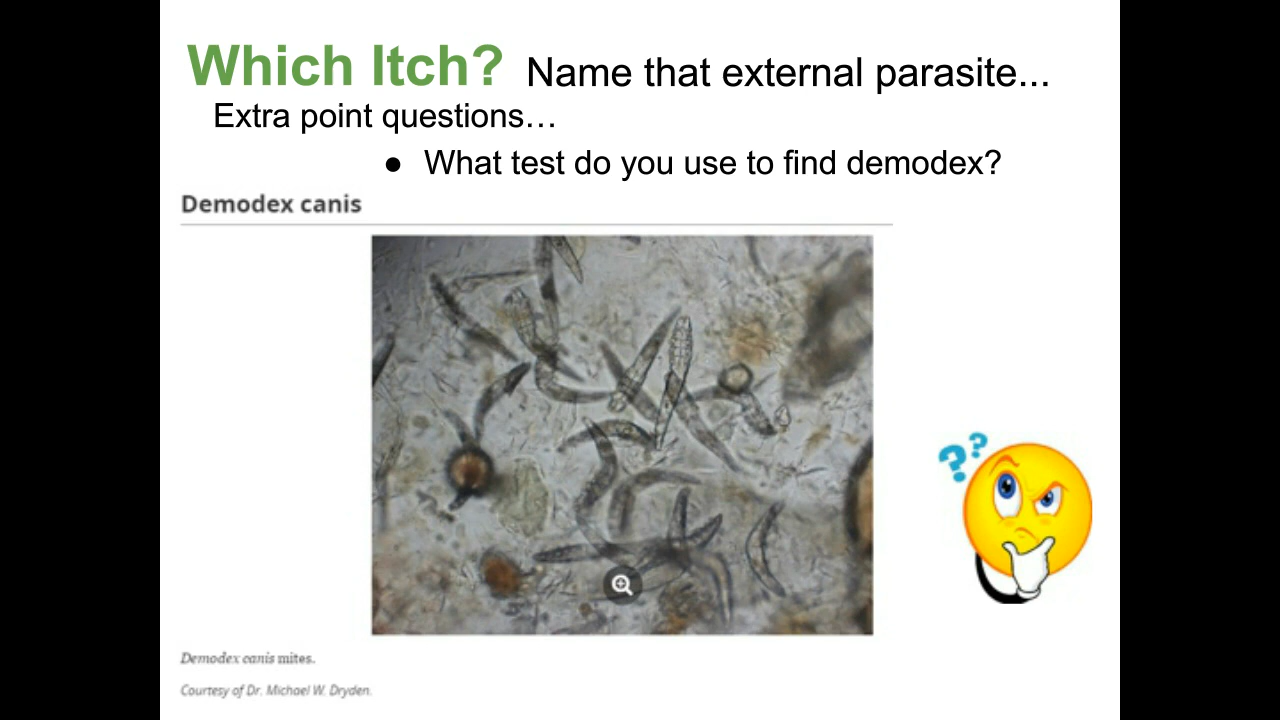 Which Itch? Name that external parasite...
Extra point questions…
● What test do you use to find demodex?
Demodex canis
??
Demodex canis mites.
Courtesy of Dr. Michael W. Dryden.